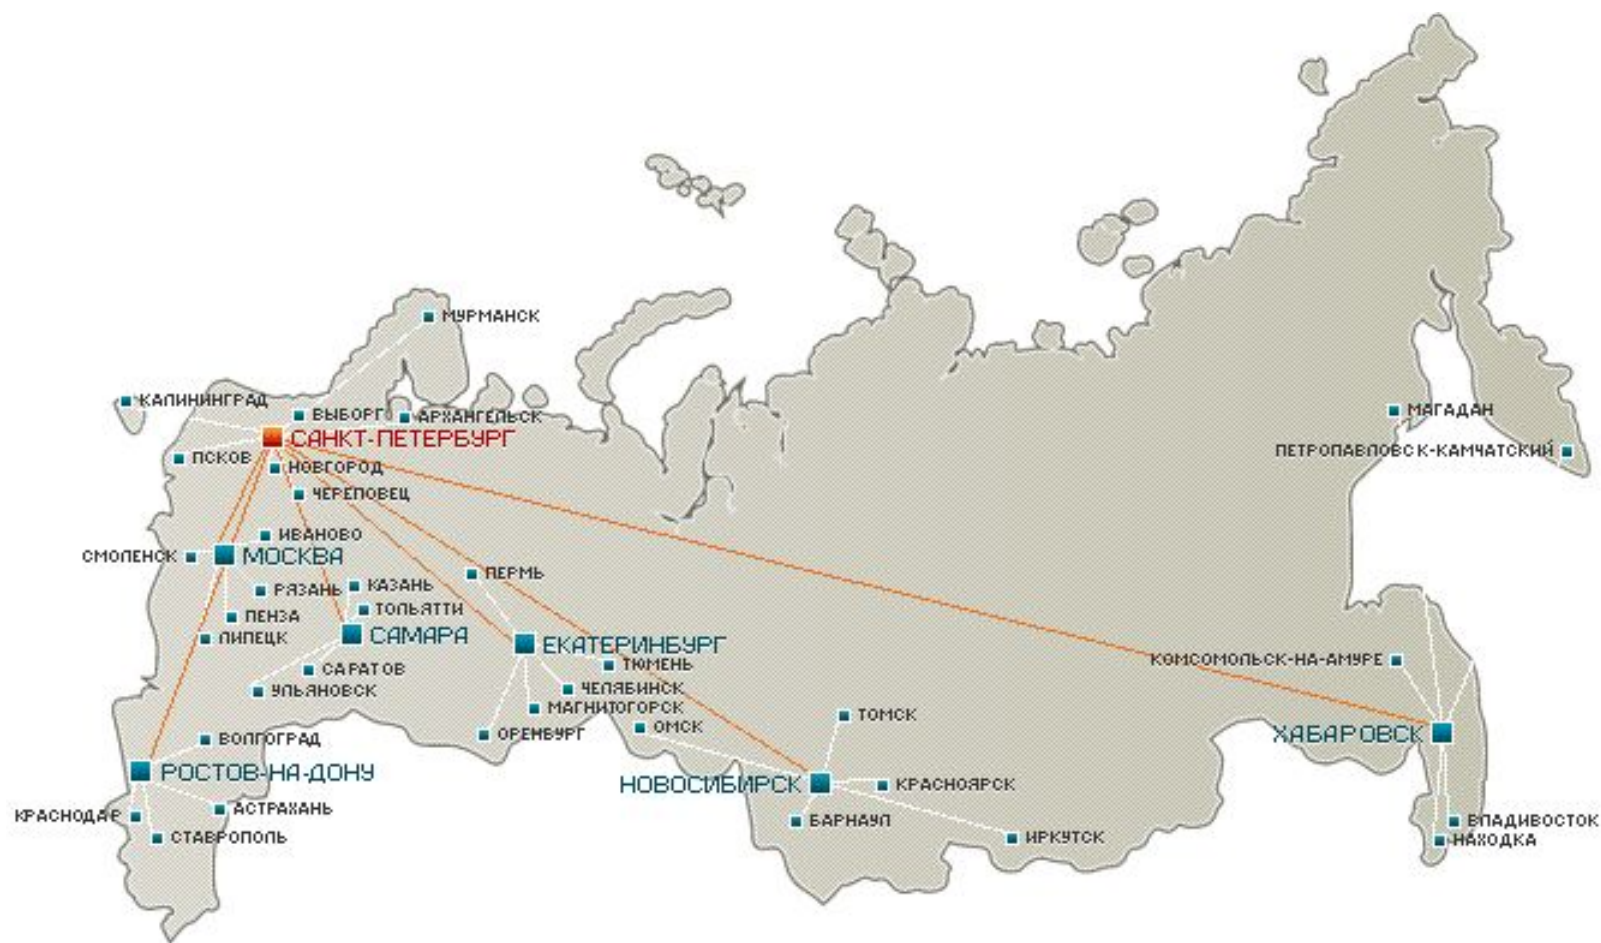 МУРМАНСК
КАЛИНИНГРАД
ВЫБОРГ
АРХАНГЕЛЬСК
МАГАДАН
САНКТ-ПЕТЕРБУРГ
ПЕТРОПАВЛОВСК-КАМЧАТСКИЙ
ПСКОВ
НОВГОРОД
ЧЕРЕПОВЕЦ
ИВАНОВО
СМОЛЕНСК
МОСКВА
ПЕРМЬ
РЯЗАНЬ
КАЗАНЬ
ТОЛЬЯТТИ
ПЕНЗА
ЛИПЕЦК
САМАРА
ЕКАТЕРИНБУРГ
КОМСОМОЛЬСК-НА-АМУРЕ
ТЮМЕНЬ
САРАТОВ
УЛЬЯНОВСК
ЧЕЛЯБИНСК
МАГНИТОГОРСК
ТОМСК
ОМСК
ОРЕНБУРГ
ХАБАРОВСК
ВОЛГОГРАД
РОСТОВ-НА-ДОНУ
НОВОСИБИРСК
КРАСНОЯРСК
АСТРАХАНЬ
КРАСНОДАР
БАРНАУЛ
ВЛАДИВОСТОК
СТАВРОПОЛЬ
ИРКУТСК
НАХОДКА